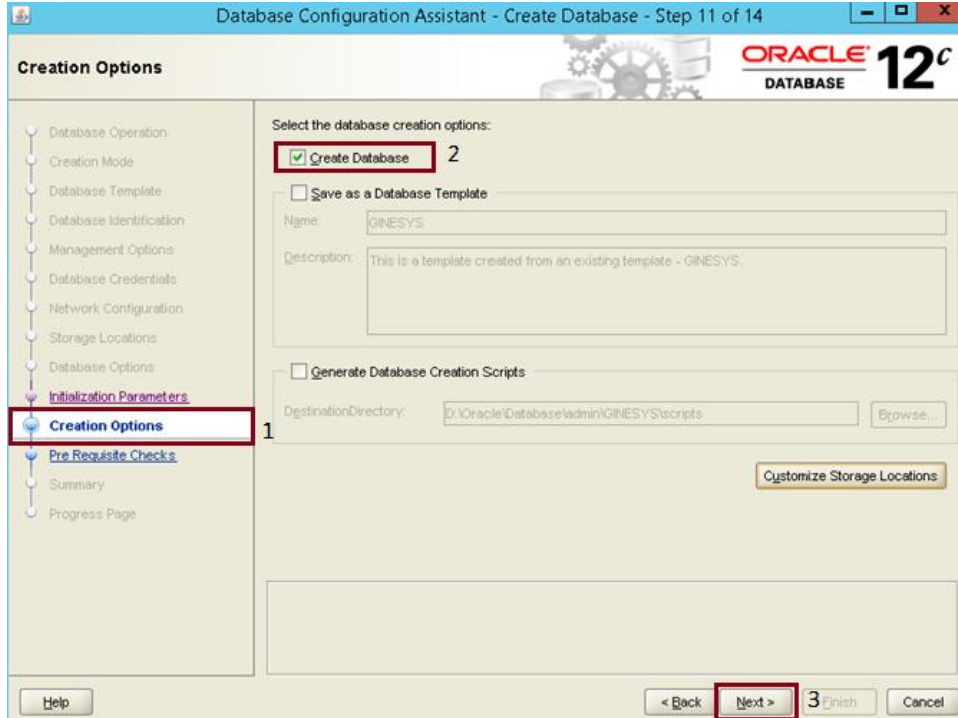 Database Configuration Assistant - Create Database - Step 11 of 14
Creation Options
ORACLE
DATABASE
12c
Database Operation
Creation Mode
Database Template
Database Identification
Management Options
Database Credentials
Network Configuration
Storage Locations
Database Options
Initialization Parameters
Creation Options
1
Pre Requisite Checks
Summary
Progress Page
Select the database creation options:
Create Database
2
Save as a Database Template
Name: GINESYS
Description: This is a template created from an existing template - GINESYS.
Generate Database Creation Scripts
DestinationDirectory: D:\Oracle\Database\admin\GINESYS\scripts
Browse...
Customize Storage Locations
Help
< Back
Next >
3
Finish
Cancel